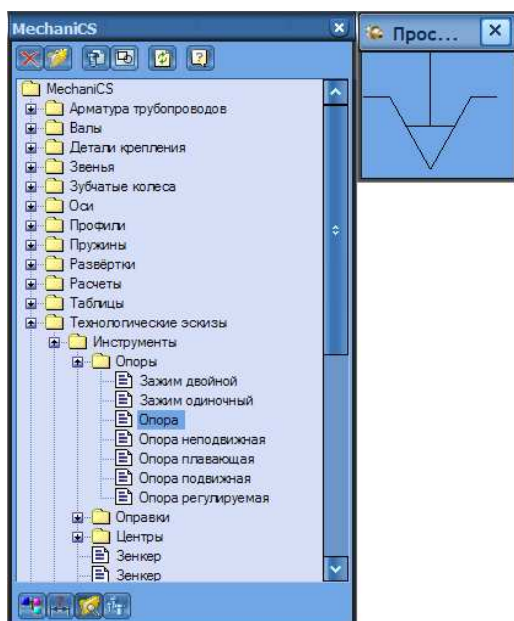 MechaniCS
Прос...
MechaniCS
Арматура трубопроводов
Валы
Детали крепления
Звенья
Зубчатые колеса
Оси
Профили
Пружины
Развёртки
Расчеты
Таблицы
Технологические эскизы
Инструменты
Опоры
Зажим двойной
Зажим одиночный
Опора
Опора неподвижная
Опора плавающая
Опора подвижная
Опора регулируемая
Оправки
Центры
Зенкер
Зенкер